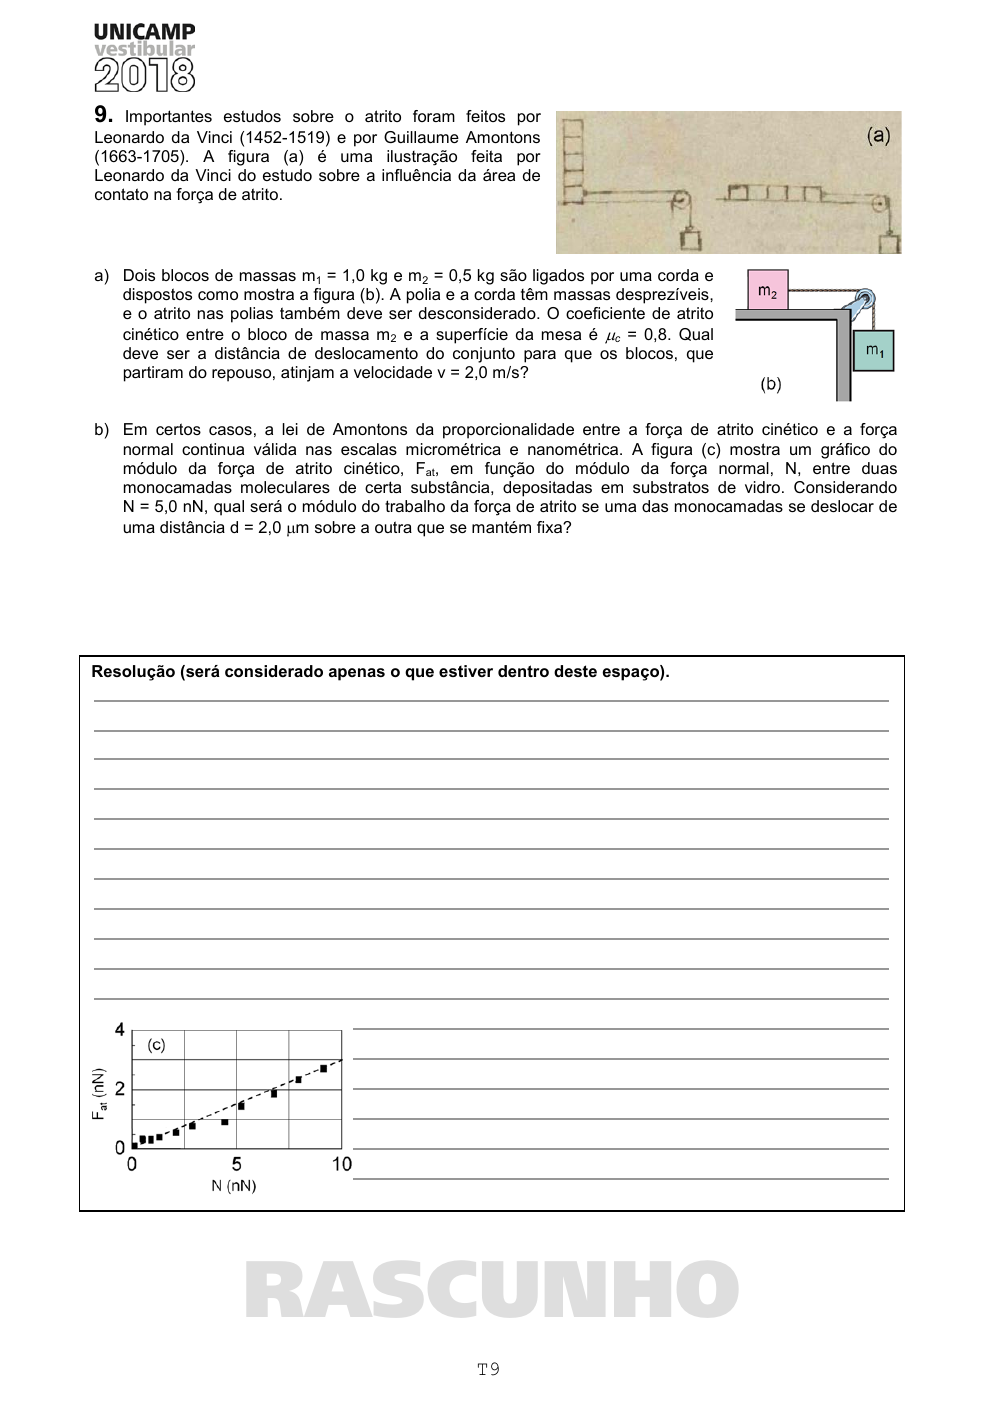 UNICAMP
vestibular
2018
9. Importantes estudos sobre o atrito foram feitos por
Leonardo da Vinci (1452-1519) e por Guillaume Amontons
(1663-1705). A figura (a) é uma ilustração feita por
Leonardo da Vinci do estudo sobre a influência da área de
contato na força de atrito.
(a)
a) Dois blocos de massas m₁ = 1,0 kg e m₂ = 0,5 kg são ligados por uma corda e
dispostos como mostra a figura (b). A polia e a corda têm massas desprezíveis,
e o atrito nas polias também deve ser desconsiderado. O coeficiente de atrito
cinético entre o bloco de massa m₂ e a superfície da mesa é μc = 0,8. Qual
deve ser a distância de deslocamento do conjunto para que os blocos, que
partiram do repouso, atinjam a velocidade v = 2,0 m/s?
m₂
m₁
(b)
b) Em certos casos, a lei de Amontons da proporcionalidade entre a força de atrito cinético e a força
normal continua válida nas escalas micrométrica e nanométrica. A figura (c) mostra um gráfico do
módulo da força de atrito cinético, Fat, em função do módulo da força normal, N, entre duas
monocamadas moleculares de certa substância, depositadas em substratos de vidro. Considerando
N = 5,0 nN, qual será o módulo do trabalho da força de atrito se uma das monocamadas se deslocar de
uma distância d = 2,0 μm sobre a outra que se mantém fixa?
Resolução (será considerado apenas o que estiver dentro deste espaço).
4
(c)
2
Fat (nN)
0
0 5 10
N (nN)
RASCUNHO
T9